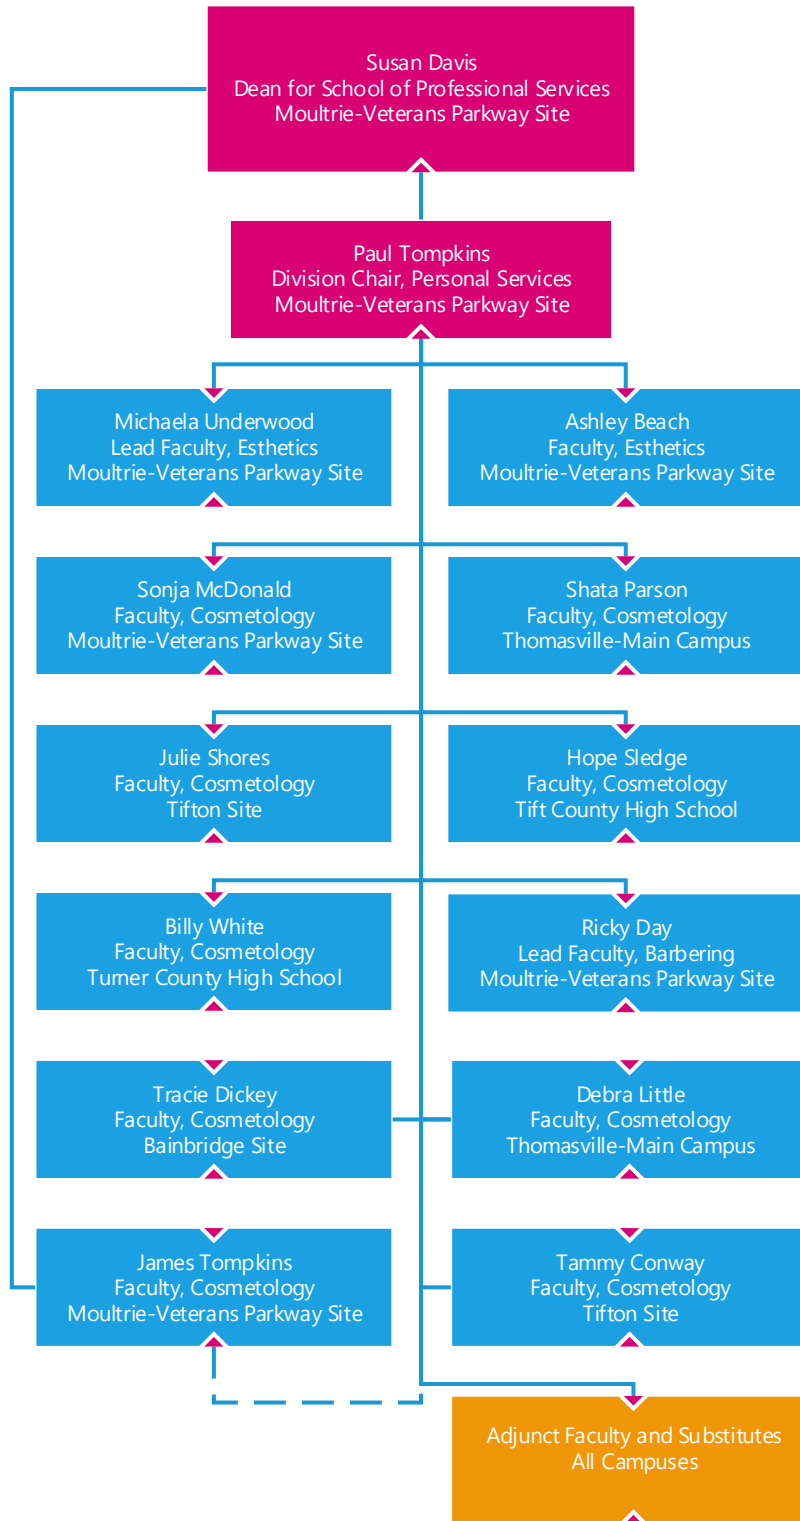 Susan Davis
Dean for School of Professional Services
Moultrie-Veterans Parkway Site
Paul Tompkins
Division Chair, Personal Services
Moultrie-Veterans Parkway Site
Michaela Underwood
Lead Faculty, Esthetics
Moultrie-Veterans Parkway Site
Ashley Beach
Faculty, Esthetics
Moultrie-Veterans Parkway Site
Sonja McDonald
Faculty, Cosmetology
Moultrie-Veterans Parkway Site
Shata Parson
Faculty, Cosmetology
Thomasville-Main Campus
Julie Shores
Faculty, Cosmetology
Tifton Site
Hope Sledge
Faculty, Cosmetology
Tift County High School
Billy White
Faculty, Cosmetology
Turner County High School
Ricky Day
Lead Faculty, Barbering
Moultrie-Veterans Parkway Site
Tracie Dickey
Faculty, Cosmetology
Bainbridge Site
Debra Little
Faculty, Cosmetology
Thomasville-Main Campus
James Tompkins
Faculty, Cosmetology
Moultrie-Veterans Parkway Site
Tammy Conway
Faculty, Cosmetology
Tifton Site
Adjunct Faculty and Substitutes
All Campuses